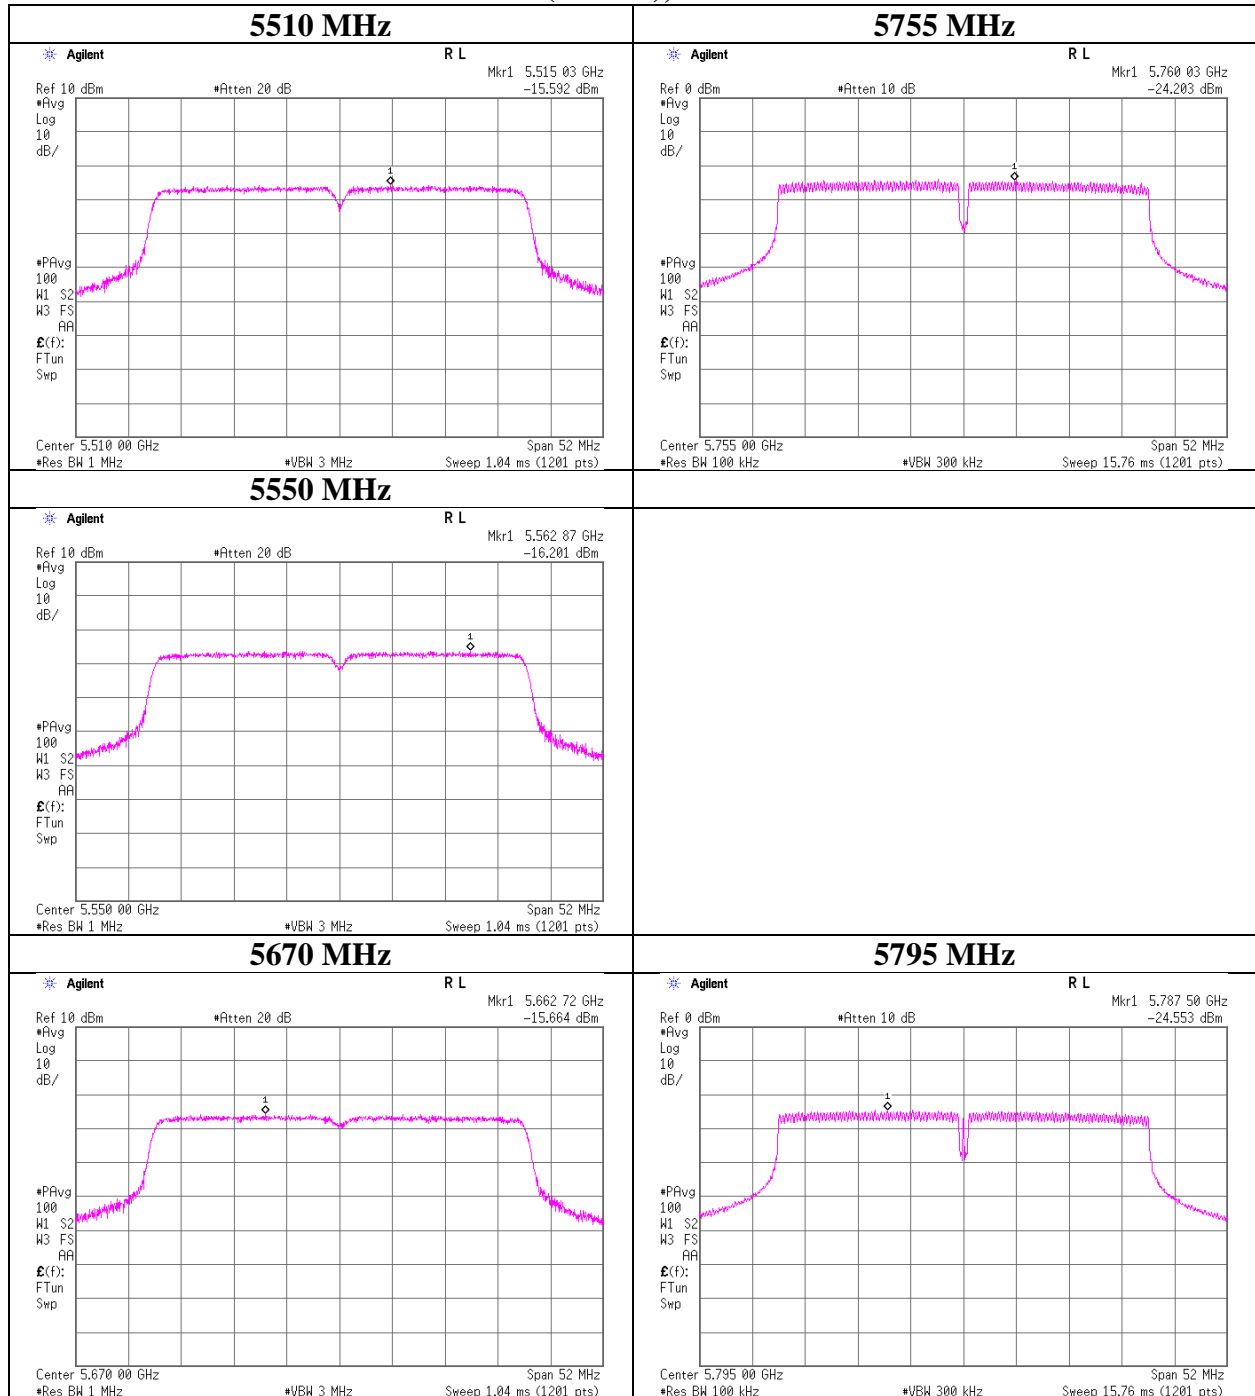 5510 MHz
Agilent R L
Mkr1 5.515 03 GHz
Ref 10 dBm #Atten 20 dB -15.592 dBm
#Avg
Log
10
dB/
1
#PAvg
100
W1 S2
W3 FS
AA
£(f):
FTun
Swp
Center 5.510 00 GHz Span 52 MHz
#Res BW 1 MHz #VBW 3 MHz Sweep 1.04 ms (1201 pts)
5755 MHz
Agilent R L
Mkr1 5.760 03 GHz
Ref 0 dBm #Atten 10 dB -24.203 dBm
#Avg
Log
10
dB/
1
#PAvg
100
W1 S2
W3 FS
AA
£(f):
FTun
Swp
Center 5.755 00 GHz Span 52 MHz
#Res BW 100 kHz #VBW 300 kHz Sweep 15.76 ms (1201 pts)
5550 MHz
Agilent R L
Mkr1 5.562 87 GHz
Ref 10 dBm #Atten 20 dB -16.201 dBm
#Avg
Log
10
dB/
1
#PAvg
100
W1 S2
W3 FS
AA
£(f):
FTun
Swp
Center 5.550 00 GHz Span 52 MHz
#Res BW 1 MHz #VBW 3 MHz Sweep 1.04 ms (1201 pts)
5670 MHz
Agilent R L
Mkr1 5.662 72 GHz
Ref 10 dBm #Atten 20 dB -15.664 dBm
#Avg
Log
10
dB/
1
#PAvg
100
W1 S2
W3 FS
AA
£(f):
FTun
Swp
Center 5.670 00 GHz Span 52 MHz
#Res BW 1 MHz #VBW 3 MHz Sweep 1.04 ms (1201 pts)
5795 MHz
Agilent R L
Mkr1 5.787 50 GHz
Ref 0 dBm #Atten 10 dB -24.553 dBm
#Avg
Log
10
dB/
1
#PAvg
100
W1 S2
W3 FS
AA
£(f):
FTun
Swp
Center 5.795 00 GHz Span 52 MHz
#Res BW 100 kHz #VBW 300 kHz Sweep 15.76 ms (1201 pts)